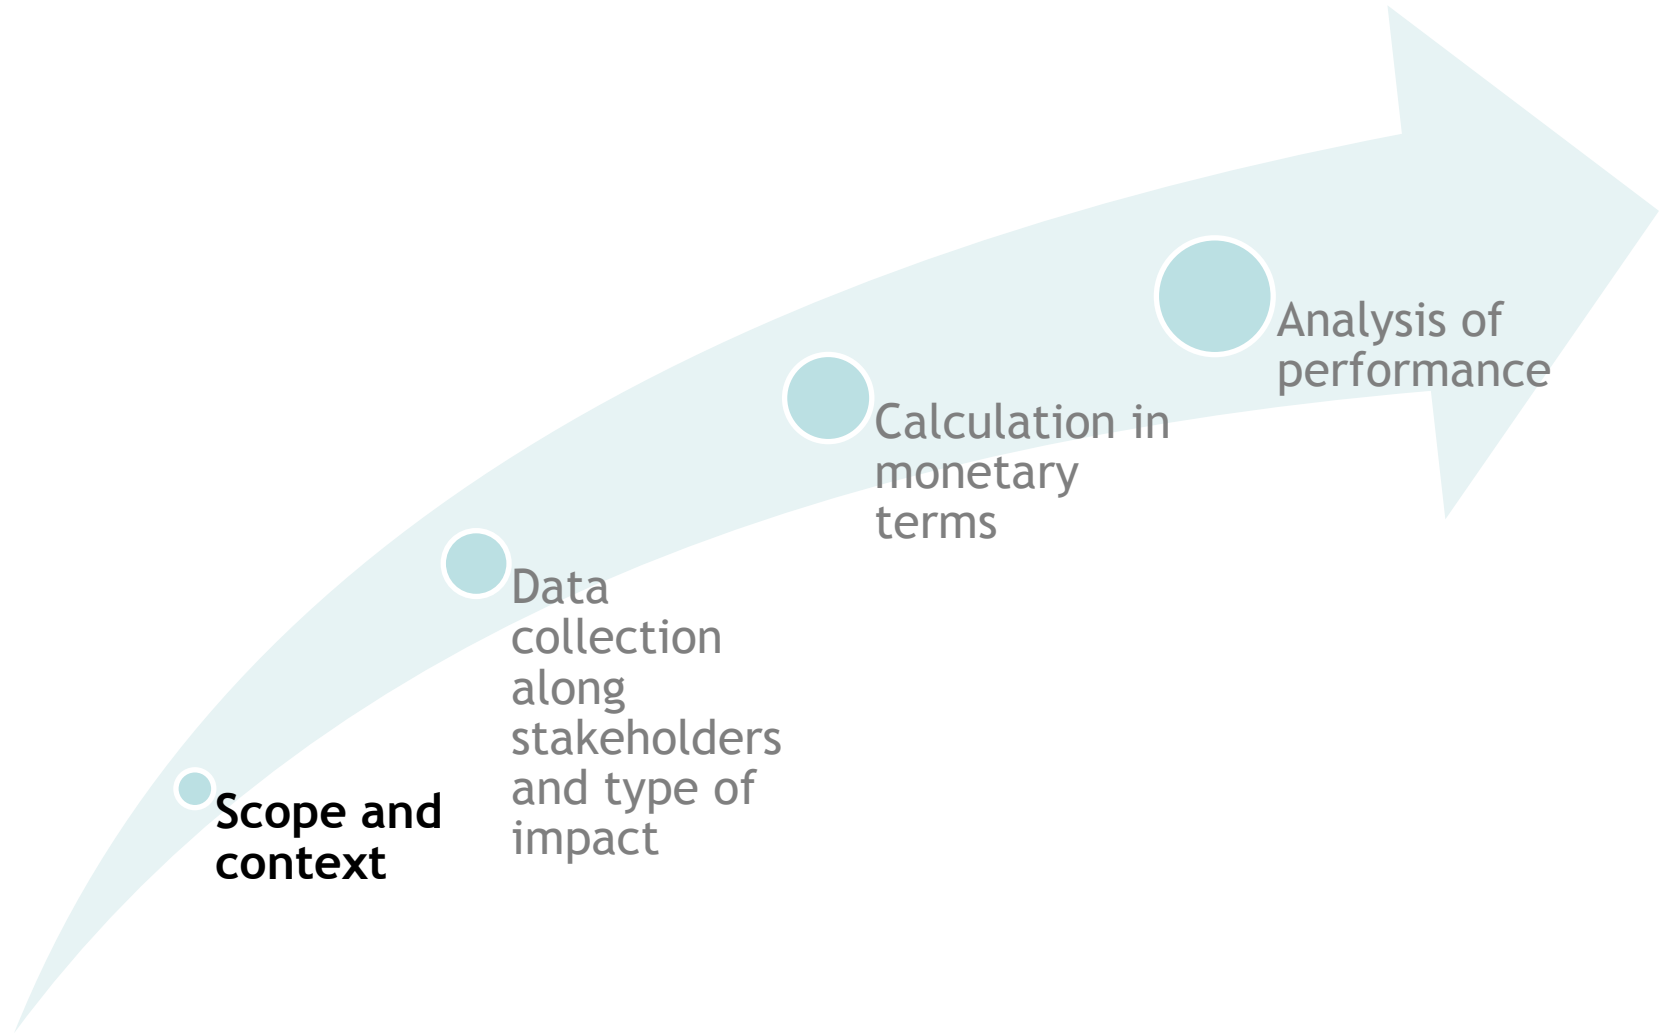 Scope and
context
Data
collection
along
stakeholders
and type of
impact
Calculation in
monetary
terms
Analysis of
performance